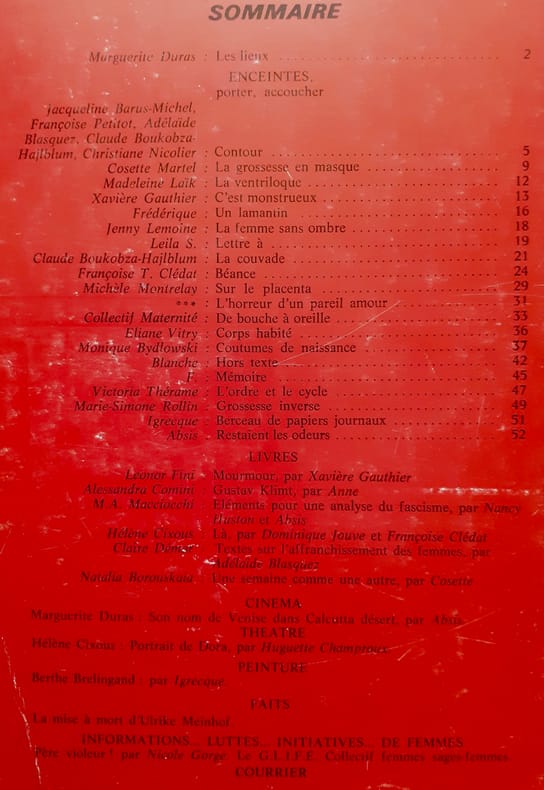 SOMMAIRE
Marguerite Duras : Les lieux 2
ENCEINTES,
porter, accoucher
Jacqueline Barus-Michel,
Françoise Petitot, Adélaïde
Blasquez, Claude Boukobza-
Hajlblum, Christiane Nicolier : Contour 5
Cosette Martel : La grossesse en masque 9
Madeleine Laïk : La ventriloque 12
Xavière Gauthier : C'est monstrueux 13
Frédérique : Un lamantin 16
Jenny Lemoine : La femme sans ombre 18
Leila S. : Lettre à 19
Claude Boukobza-Hajlblum : La couvade 21
Françoise T. Clédat : Béance 24
Michèle Montrelay : Sur le placenta 29
*** : L'horreur d'un pareil amour 31
Collectif Maternité : De bouche à oreille 33
Eliane Vitry : Corps habité 36
Monique Bydlowski : Coutumes de naissance 37
Blanche : Hors texte 42
F. : Mémoire 45
Victoria Thérame : L'ordre et le cycle 47
Marie-Simone Rollin : Grossesse inverse 49
Igrecque : Berceau de papiers journaux 51
Absis : Restaient les odeurs 52
LIVRES
Léonor Fini : Mourmour, par Xavière Gauthier
Alessandra Comini : Gustav Klimt, par Anne
M.A. Macciocchi : Eléments pour une analyse du fascisme, par Nancy
Huston et Absis
Hélène Cixous : Là, par Dominique Jouve et Françoise Clédat
Claire Démar : Textes sur l'affranchissement des femmes, par
Adélaïde Blasquez
Natalia Baranskaïa : Une semaine comme une autre, par Cosette
CINEMA
Marguerite Duras : Son nom de Venise dans Calcutta désert, par Absis
THEATRE
Hélène Cixous : Portrait de Dora, par Huguette Champroux
PEINTURE
Berthe Brelingand : par Igrecque.
FAITS
La mise à mort d'Ulrike Meinhof.
INFORMATIONS... LUTTES... INITIATIVES... DE FEMMES
Père violeur ! par Nicole Gorge. Le G.L.I.F.E. Collectif femmes sages-femmes
COURRIER